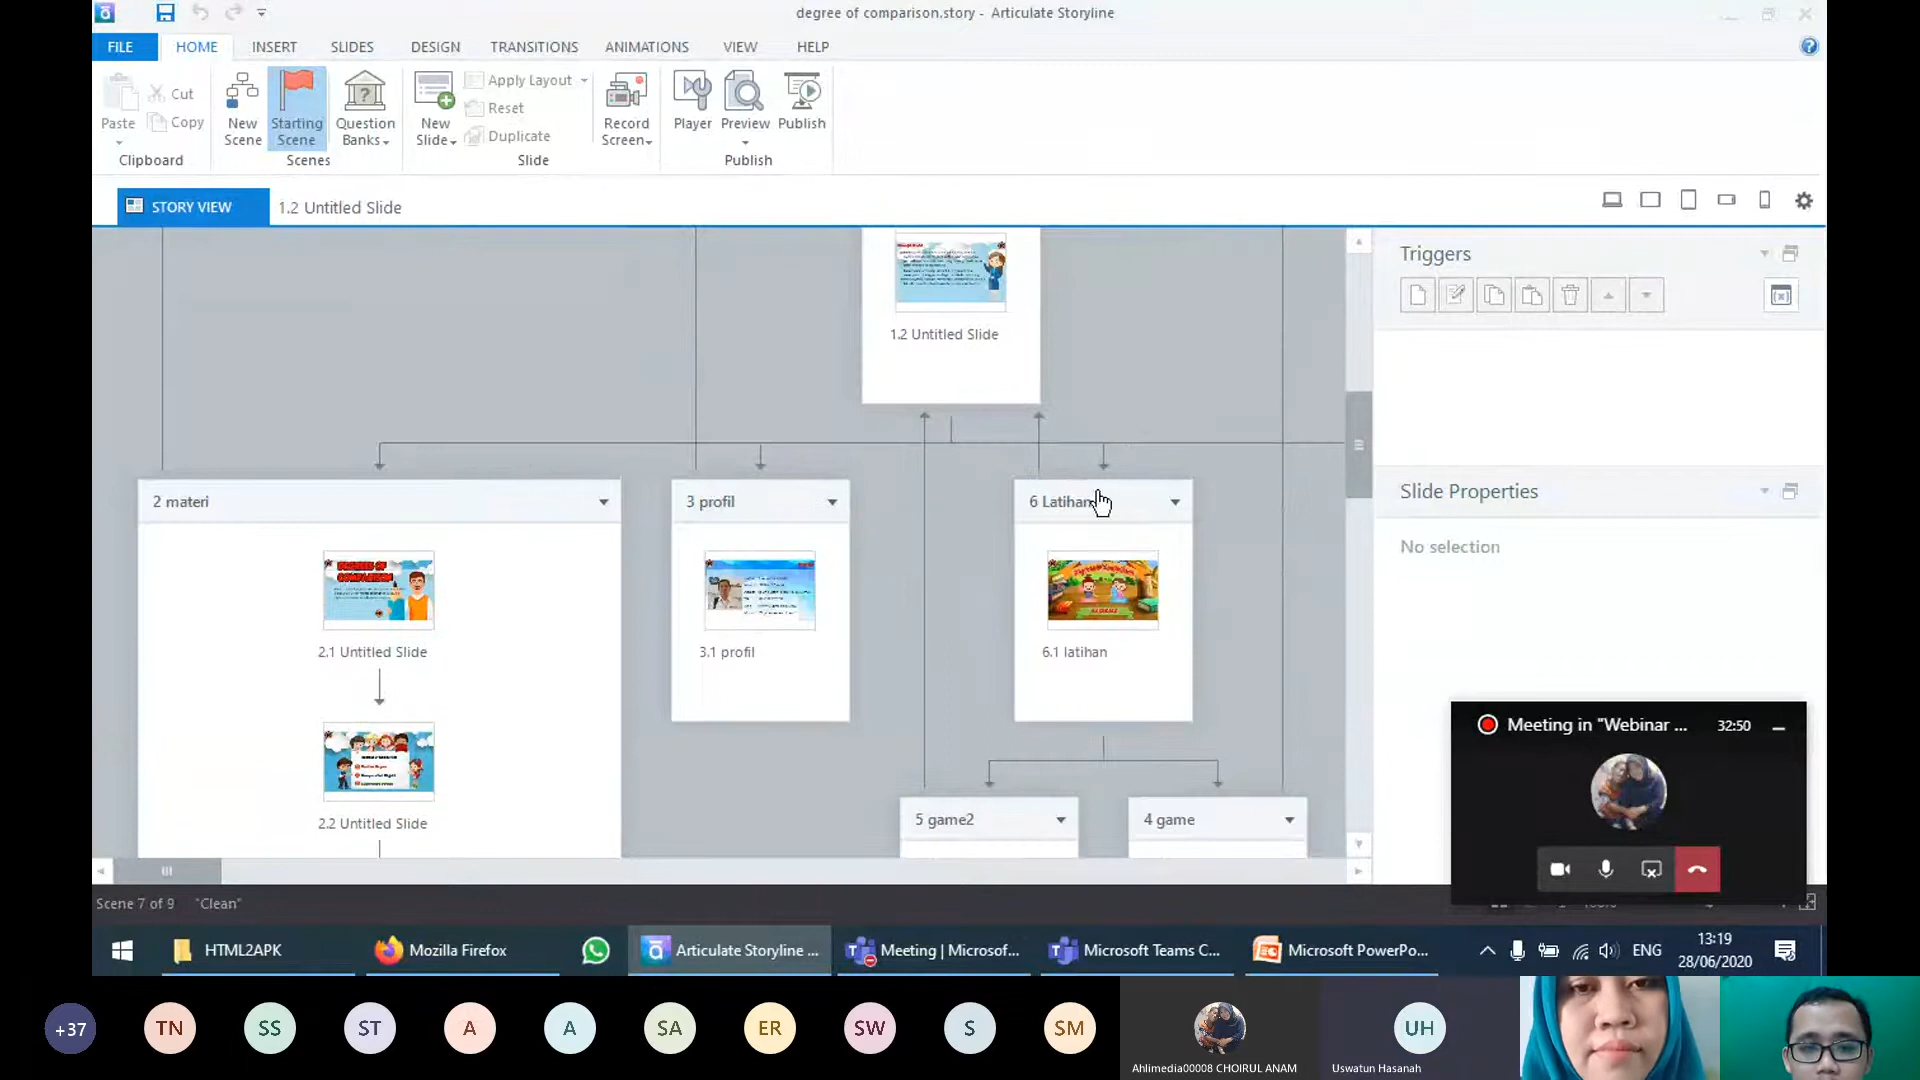 degree of comparison.story - Articulate Storyline
FILE HOME INSERT SLIDES DESIGN TRANSITIONS ANIMATIONS VIEW HELP
Paste
Cut
Copy
Clipboard
New Scene
Starting Scene
Question Banks
Scenes
New Slide
Apply Layout
Reset
Duplicate
Slide
Record Screen
Player
Preview
Publish
Publish
STORY VIEW
1.2 Untitled Slide
Triggers
1.2 Untitled Slide
Slide Properties
No selection
2 materi
3 profil
6 Latihan
DEGREES OF
COMPARISON
2.1 Untitled Slide
3.1 profil
6.1 latihan
2.2 Untitled Slide
5 game2
4 game
Meeting in "Webinar ... 32:50
Scene 7 of 9 "Clean"
HTML2APK
Mozilla Firefox
Articulate Storyline ...
Meeting | Microsof...
Microsoft Teams C...
Microsoft PowerPo...
ENG
13:19
28/06/2020
+37 TN SS ST A A SA ER SW S SM UH
Ahlimedia00008 CHOIRUL ANAM
Uswatun Hasanah